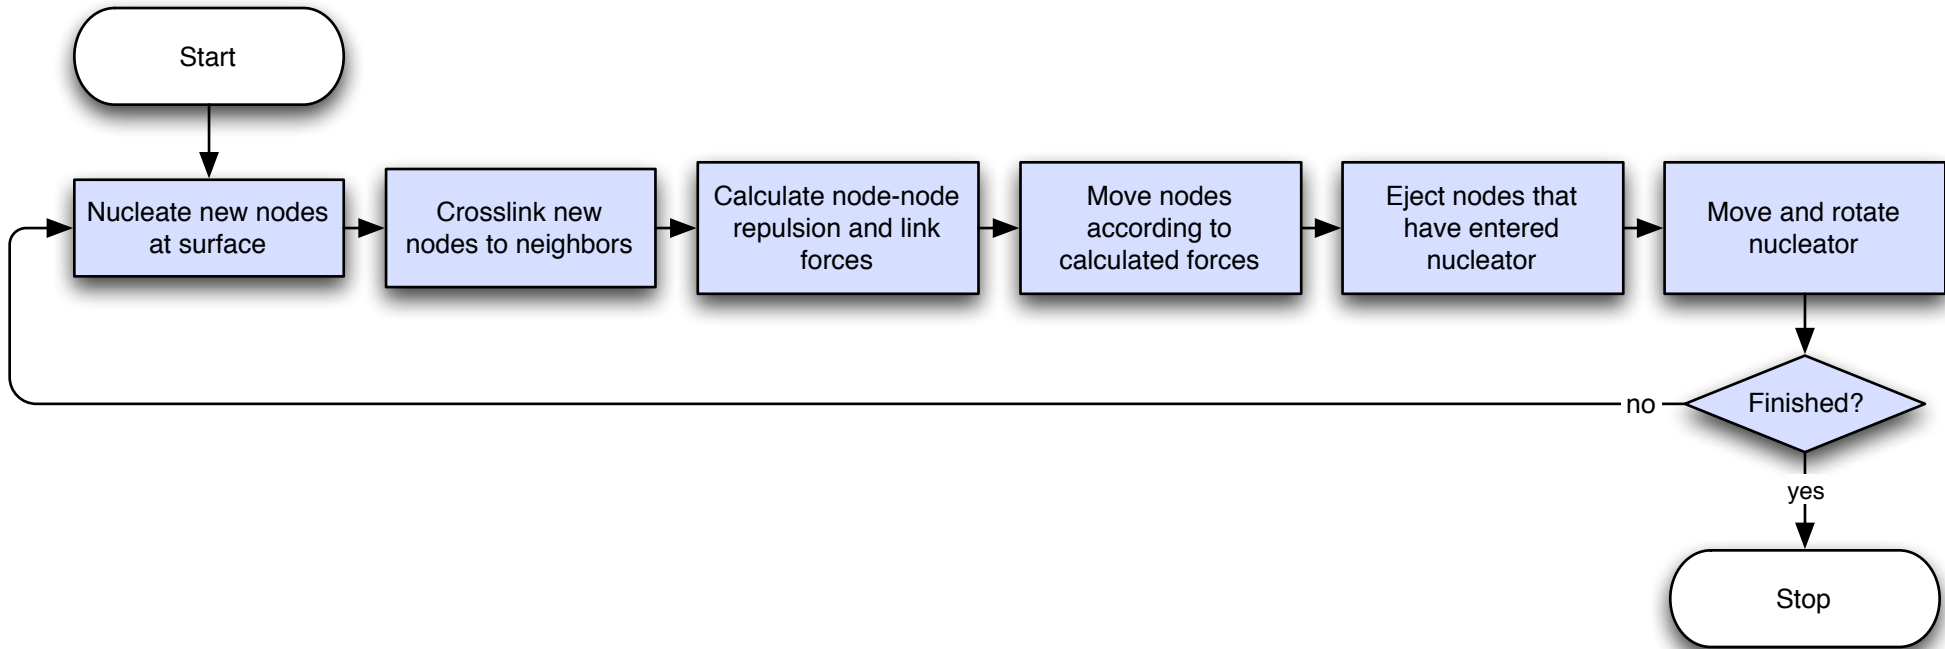 Start
Nucleate new nodes
at surface
Crosslink new
nodes to neighbors
Calculate node-node
repulsion and link
forces
Move nodes
according to
calculated forces
Eject nodes that
have entered
nucleator
Move and rotate
nucleator
Finished?
no
yes
Stop